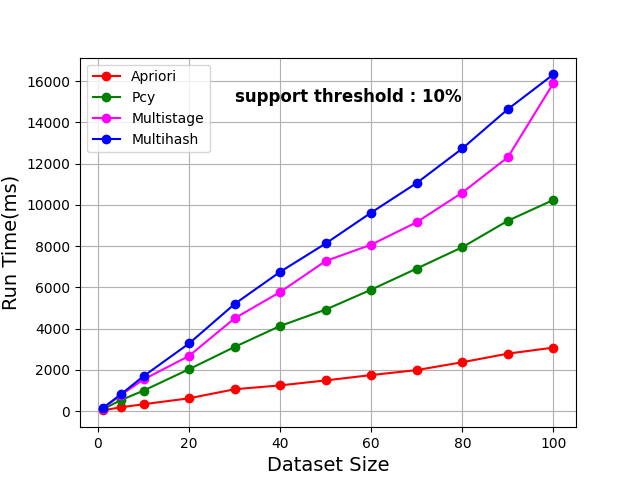 Apriori
Pcy
Multistage
Multihash
support threshold : 10%
16000
14000
12000
10000
8000
6000
4000
2000
0
Run Time(ms)
0 20 40 60 80 100
Dataset Size